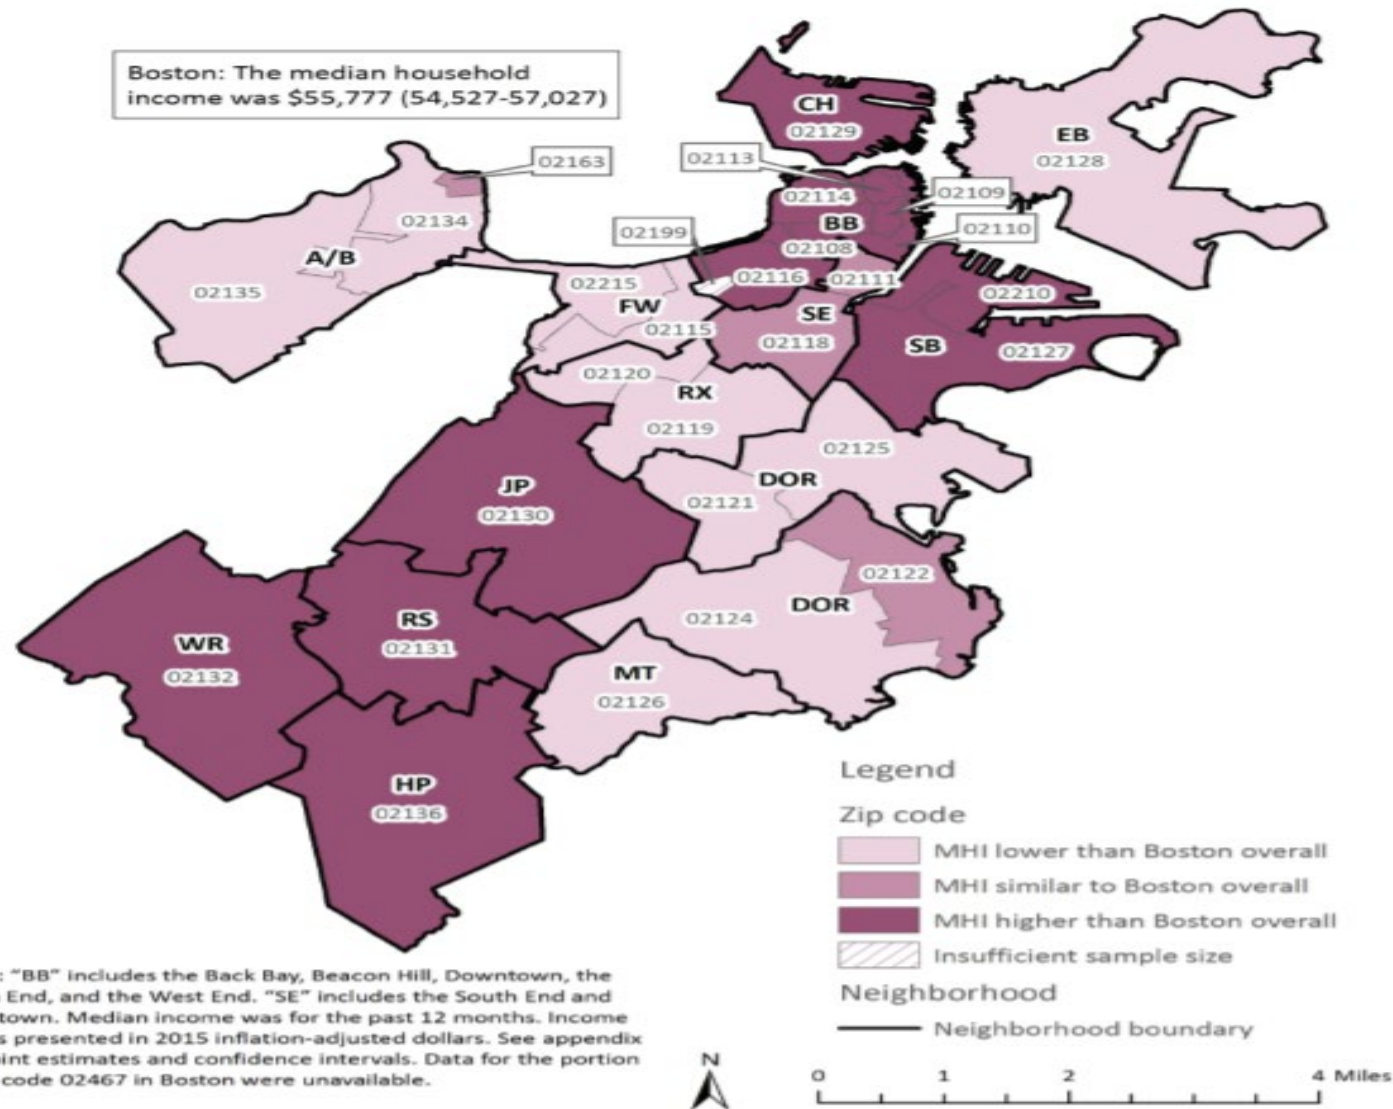 Boston: The median household
income was $55,777 (54,527-57,027)
CH
02129
EB
02128
02163
02113
02114
02109
02134
BB
02110
02199
02108
A/B
02116
02111
02135
02215
02210
FW
SE
02115
02118
SB
02127
02120
RX
02119
02125
DOR
JP
02121
02130
02122
DOR
02124
RS
WR
02131
02132
MT
02126
HP
02136
Legend
Zip code
MHI lower than Boston overall
MHI similar to Boston overall
MHI higher than Boston overall
Insufficient sample size
Neighborhood
Neighborhood boundary
: “BB” includes the Back Bay, Beacon Hill, Downtown, the
End, and the West End. “SE” includes the South End and
town. Median income was for the past 12 months. Income
s presented in 2015 inflation-adjusted dollars. See appendix
int estimates and confidence intervals. Data for the portion
code 02467 in Boston were unavailable.
N
0 1 2 4 Miles